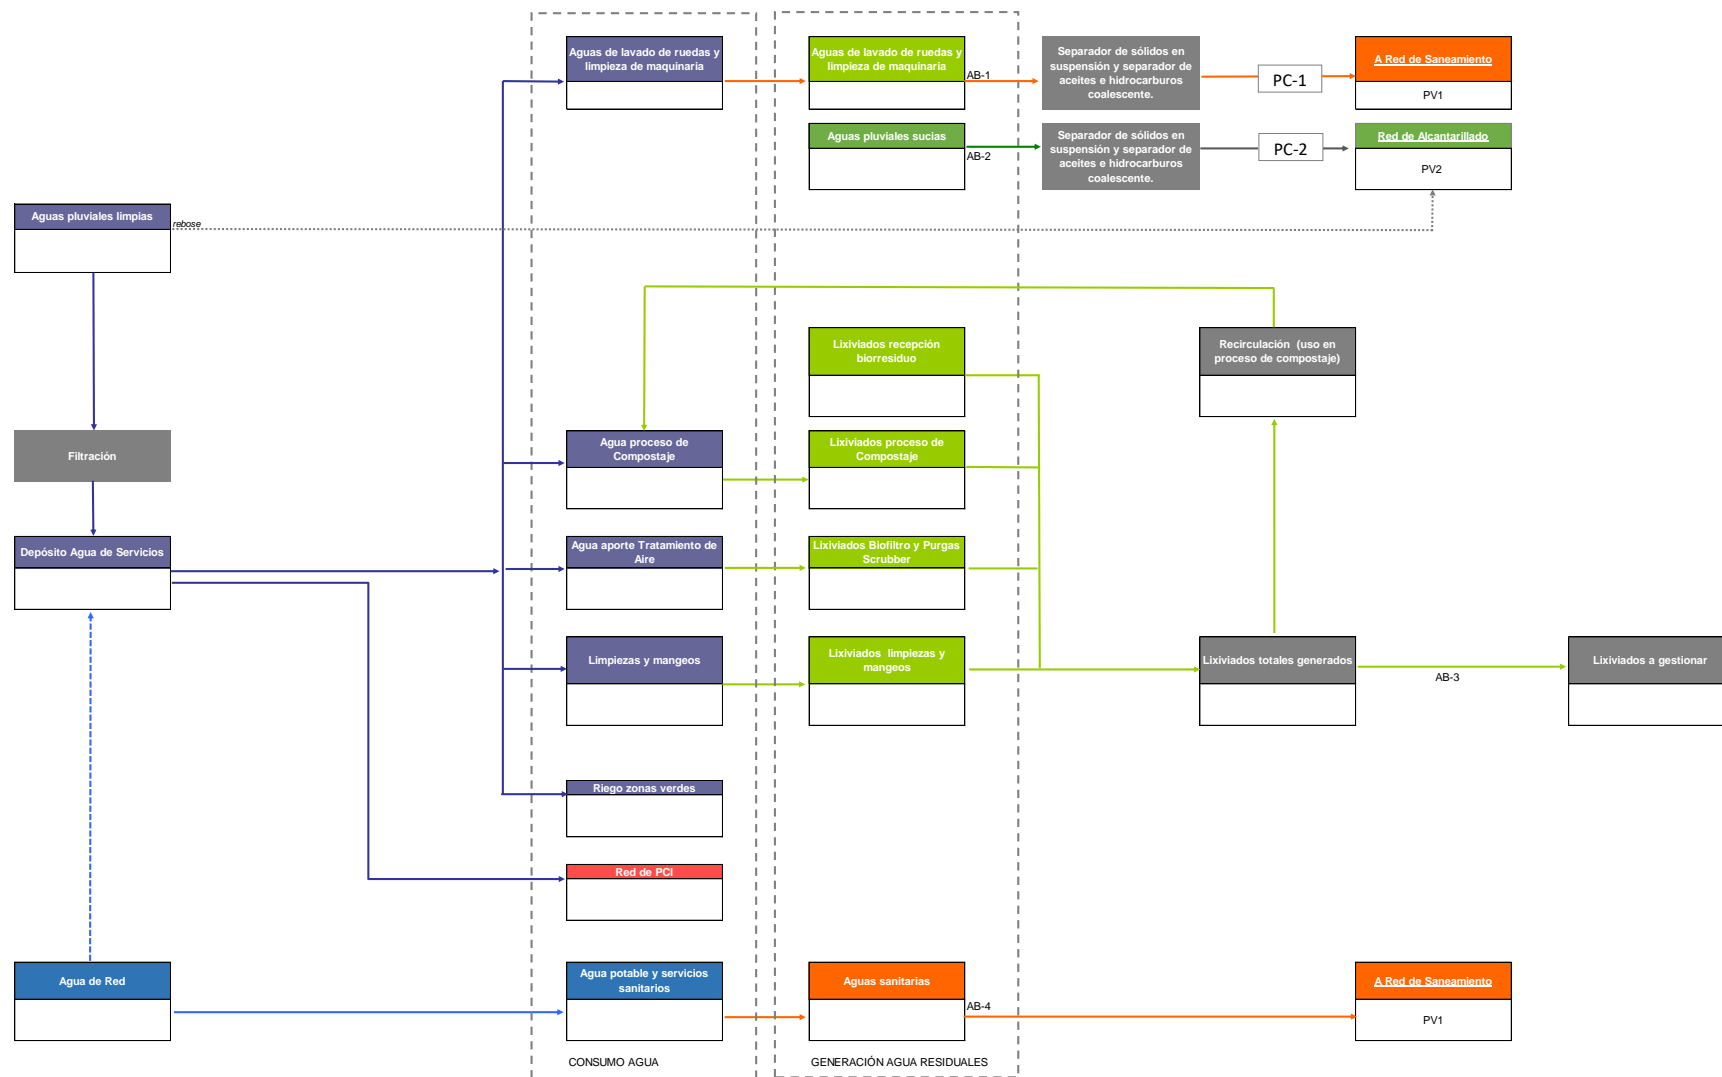 Aguas de lavado de ruedas y
limpieza de maquinaria
Aguas de lavado de ruedas y
limpieza de maquinaria
AB-1
Separador de sólidos en
suspensión y separador de
aceites e hidrocarburos
coalescente.
PC-1
A Red de Saneamiento
PV1
Aguas pluviales sucias
AB-2
Separador de sólidos en
suspensión y separador de
aceites e hidrocarburos
coalescente.
PC-2
Red de Alcantarillado
PV2
Aguas pluviales limpias
rebose
Lixiviados recepción
biorresiduo
Recirculación (uso en
proceso de compostaje)
Filtración
Agua proceso de
Compostaje
Lixiviados proceso de
Compostaje
Depósito Agua de Servicios
Agua aporte Tratamiento de
Aire
Lixiviados Biofiltro y Purgas
Scrubber
Limpiezas y mangeos
Lixiviados limpiezas y
mangeos
Lixiviados totales generados
AB-3
Lixiviados a gestionar
Riego zonas verdes
Red de PCI
Agua de Red
Agua potable y servicios
sanitarios
Aguas sanitarias
AB-4
A Red de Saneamiento
PV1
CONSUMO AGUA
GENERACIÓN AGUA RESIDUALES